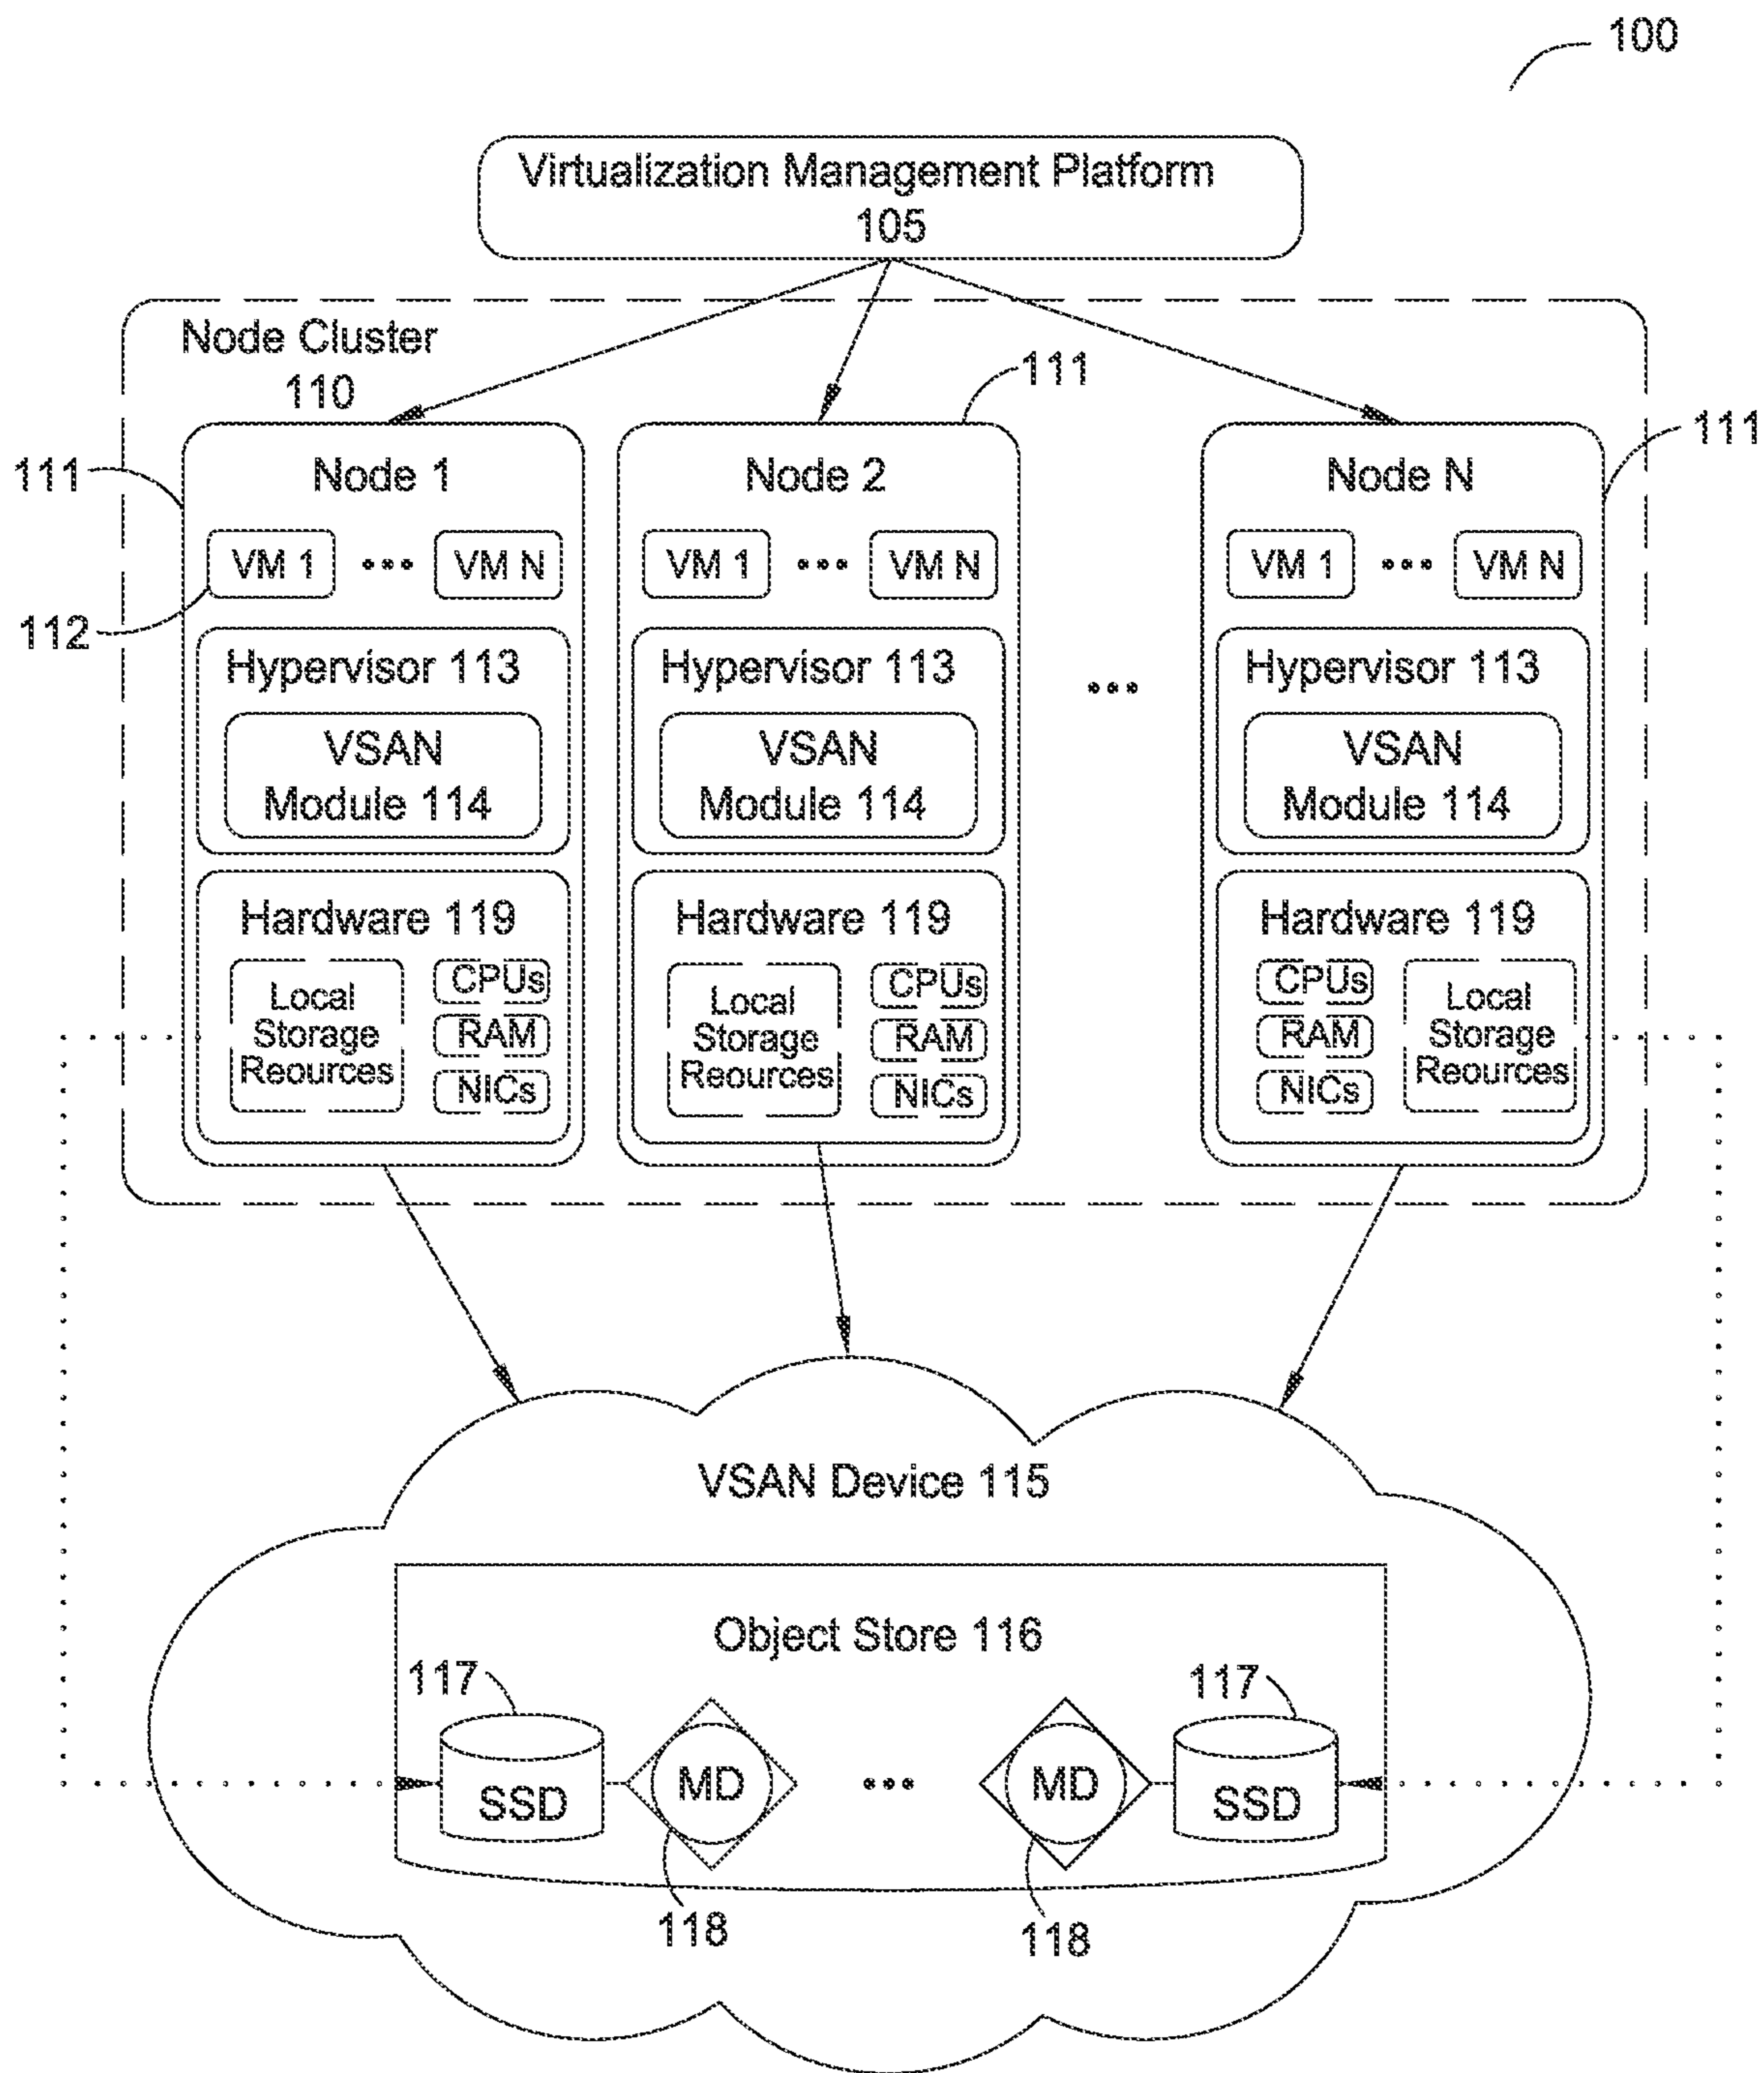 100
Virtualization Management Platform
105
Node Cluster
110
111
111
111
Node 1
Node 2
Node N
VM 1 ••• VM N
VM 1 ••• VM N
VM 1 ••• VM N
112
Hypervisor 113
Hypervisor 113
Hypervisor 113
•••
VSAN
Module 114
VSAN
Module 114
VSAN
Module 114
Hardware 119
Local
Storage
Reources
CPUs
RAM
NICs
Hardware 119
Local
Storage
Reources
CPUs
RAM
NICs
Hardware 119
CPUs
RAM
NICs
Local
Storage
Reources
VSAN Device 115
Object Store 116
117
117
SSD
MD
•••
MD
SSD
118
118